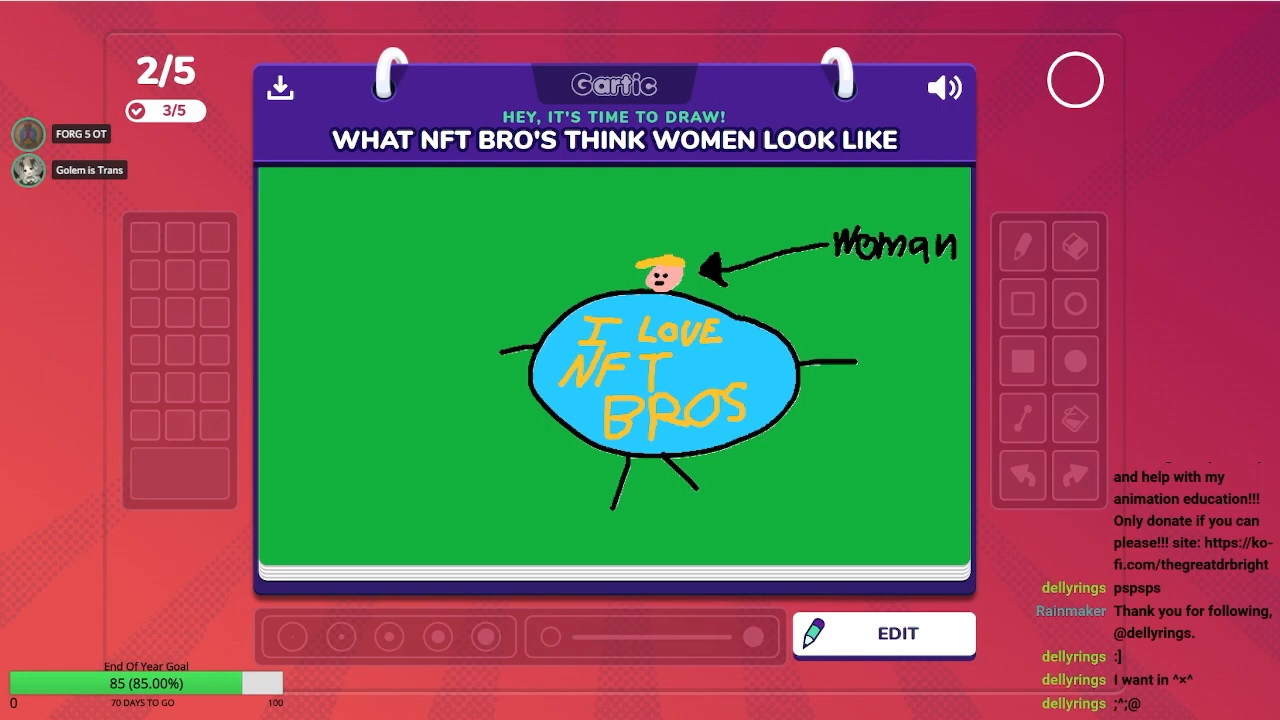 2/5
3/5
FORG 5 OT
Golem is Trans
Gartic
HEY, IT'S TIME TO DRAW!
WHAT NFT BRO'S THINK WOMEN LOOK LIKE
Woman
I LOVE
NFT
BROS
EDIT
and help with my
animation education!!!
Only donate if you can
please!!! site: https://ko-
fi.com/thegreatdrbright
dellyrings pspsps
Rainmaker Thank you for following,
@dellyrings.
dellyrings :]
dellyrings I want in ^×^
dellyrings ;^;@
End Of Year Goal
85 (85.00%)
0 70 DAYS TO GO 100